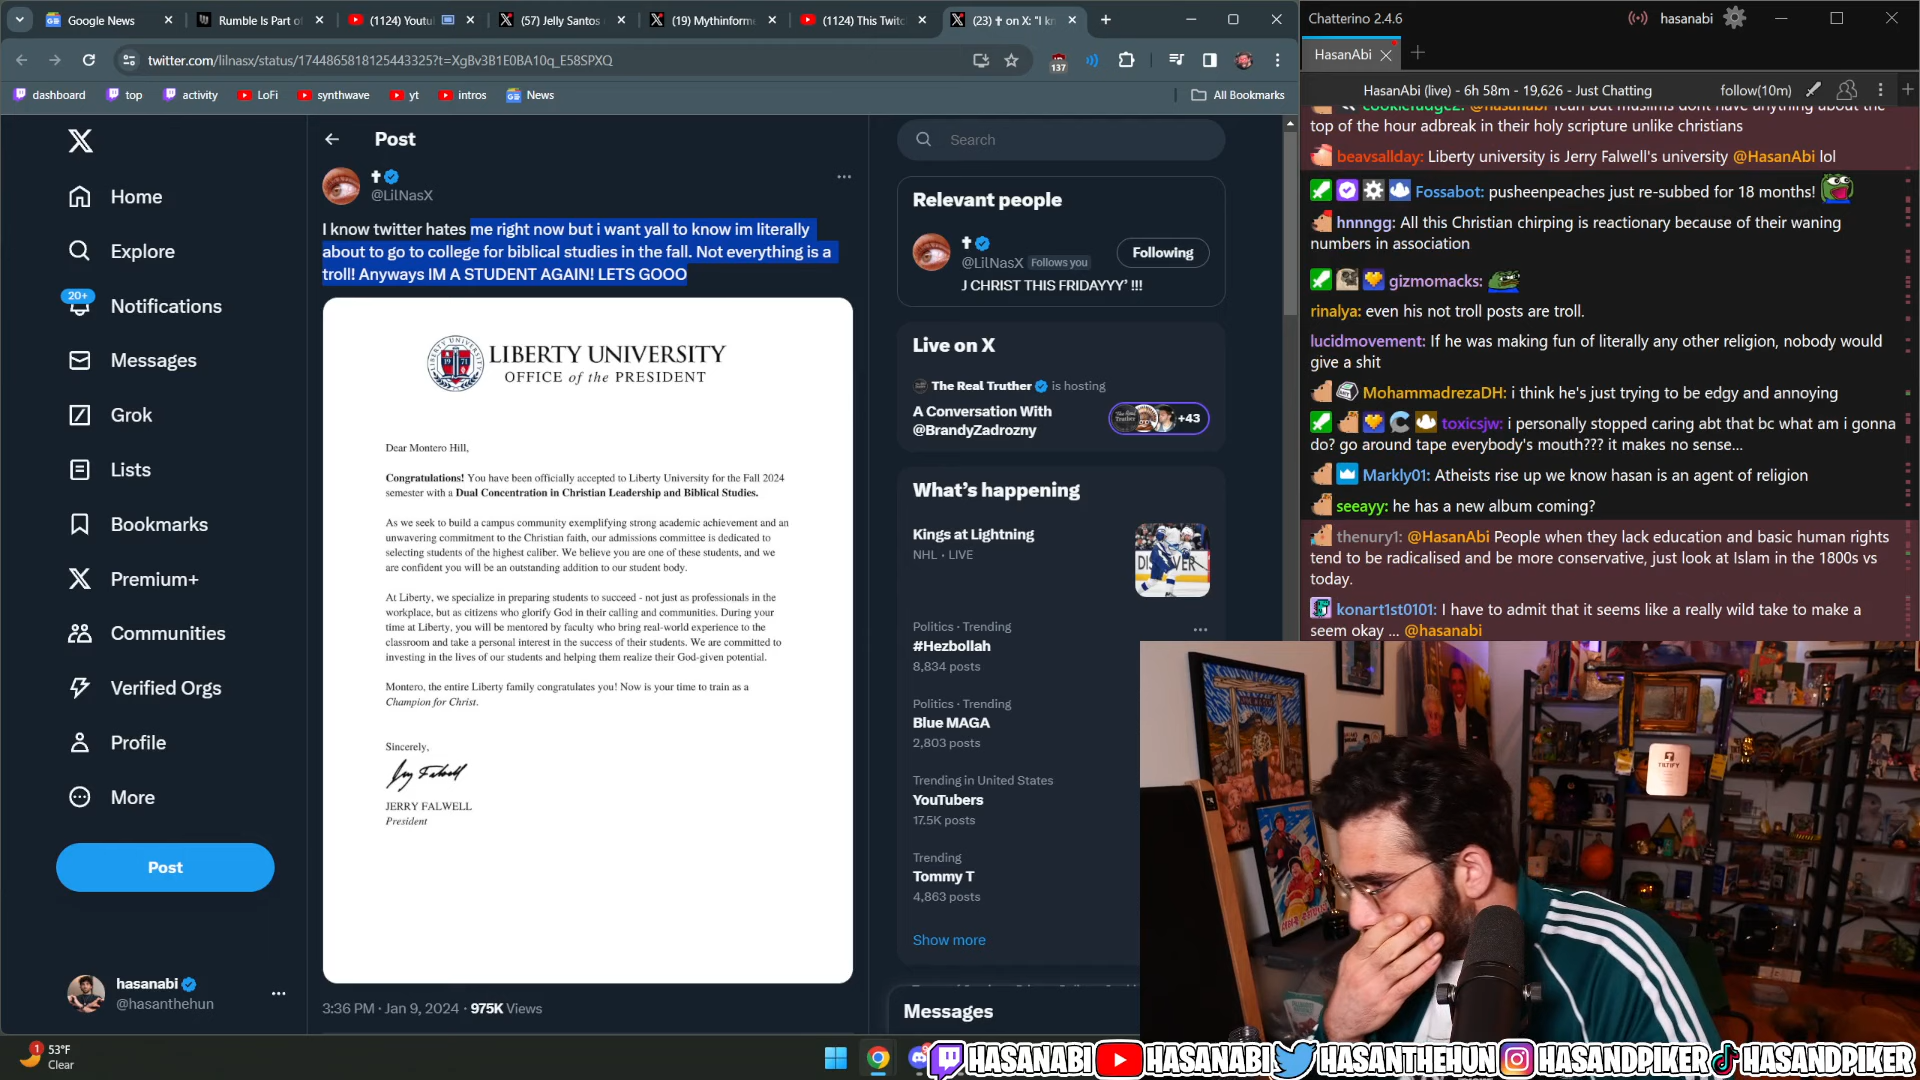 Google News
Rumble Is Part of
(1124) Youtu
(57) Jelly Santos
(19) Mythinform
(1124) This Twitc
(23) ✝ on X: "I kn
twitter.com/lilnasx/status/1744865818125443325?t=XgBv3B1E0BA10q_E58SPXQ
137
dashboard
top
activity
LoFi
synthwave
yt
intros
News
All Bookmarks
Home
Explore
20+
Notifications
Messages
Grok
Lists
Bookmarks
Premium+
Communities
Verified Orgs
Profile
More
Post
hasanabi
@hasanthehun
Post
✝
@LilNasX
I know twitter hates me right now but i want yall to know im literally
about to go to college for biblical studies in the fall. Not everything is a
troll! Anyways IM A STUDENT AGAIN! LETS GOOO
LIBERTY UNIVERSITY
OFFICE of the PRESIDENT
1971
Dear Montero Hill,
Congratulations! You have been officially accepted to Liberty University for the Fall 2024
semester with a Dual Concentration in Christian Leadership and Biblical Studies.
As we seek to build a campus community exemplifying strong academic achievement and an
unwavering commitment to the Christian faith, our admissions committee is dedicated to
selecting students of the highest caliber. We believe you are one of these students, and we
are confident you will be an outstanding addition to our student body.
At Liberty, we specialize in preparing students to succeed - not just as professionals in the
workplace, but as citizens who glorify God in their calling and communities. During your
time at Liberty, you will be mentored by faculty who bring real-world experience to the
classroom and take a personal interest in the success of their students. We are committed to
investing in the lives of our students and helping them realize their God-given potential.
Montero, the entire Liberty family congratulates you! Now is your time to train as a
Champion for Christ.
Sincerely,
Jerry Falwell
JERRY FALWELL
President
3:36 PM · Jan 9, 2024 · 975K Views
Search
Relevant people
✝
@LilNasX Follows you
Following
J CHRIST THIS FRIDAYYY' !!!
Live on X
The Real Truther is hosting
A Conversation With
@BrandyZadrozny
+43
What's happening
Kings at Lightning
NHL · LIVE
Politics · Trending
#Hezbollah
8,834 posts
Politics · Trending
Blue MAGA
2,803 posts
Trending in United States
YouTubers
17.5K posts
Trending
Tommy T
4,863 posts
Show more
Messages
Chatterino 2.4.6
hasanabi
HasanAbi
HasanAbi (live) - 6h 58m - 19,626 - Just Chatting
follow(10m)
cookiefudge2: @hasanabi Yeah but muslims dont have anything about the
top of the hour adbreak in their holy scripture unlike christians
beavsallday: Liberty university is Jerry Falwell's university @HasanAbi lol
Fossabot: pusheenpeaches just re-subbed for 18 months!
hnnngg: All this Christian chirping is reactionary because of their waning
numbers in association
gizmomacks:
rinalya: even his not troll posts are troll.
lucidmovement: If he was making fun of literally any other religion, nobody would
give a shit
MohammadrezaDH: i think he's just trying to be edgy and annoying
toxicsjw: i personally stopped caring abt that bc what am i gonna
do? go around tape everybody's mouth??? it makes no sense...
Markly01: Atheists rise up we know hasan is an agent of religion
seeayy: he has a new album coming?
thenury1: @HasanAbi People when they lack education and basic human rights
tend to be radicalised and be more conservative, just look at Islam in the 1800s vs
today.
konart1st0101: I have to admit that it seems like a really wild take to make a
seem okay ... @hasanabi
TILTIFY
1
53°F
Clear
HASANABI
HASANABI
HASANTHEHUN
HASANDPIKER
HASANDPIKER